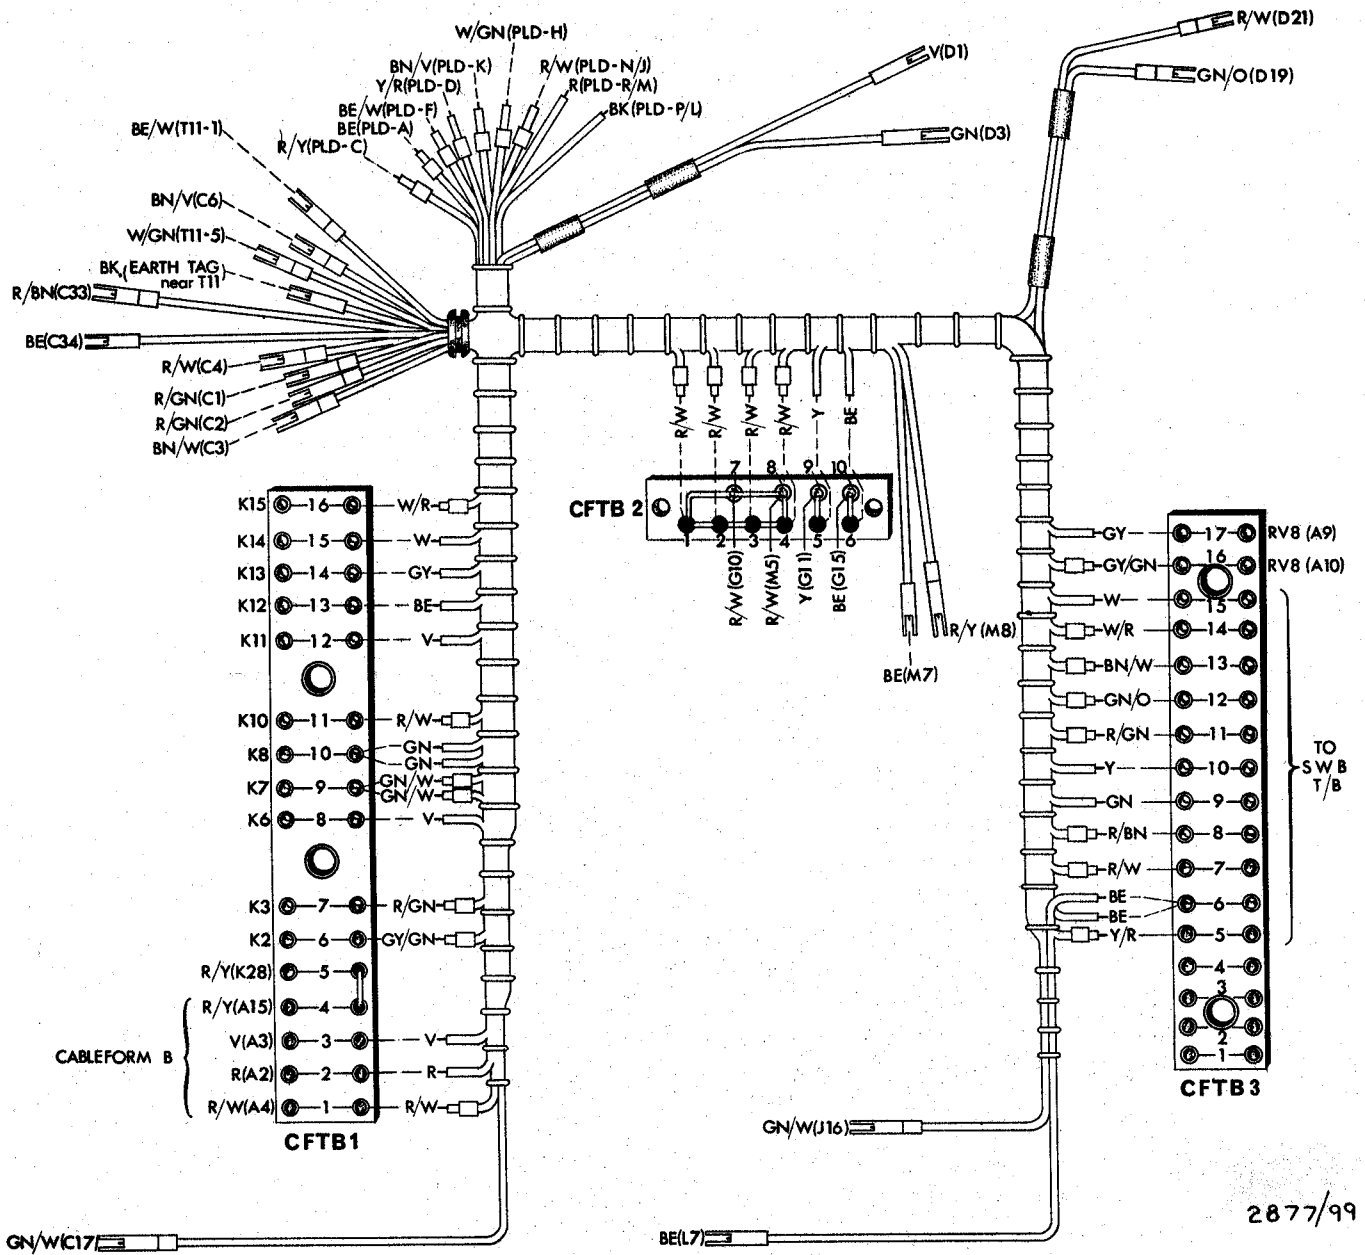 R/W(D21)
GN/O(D19)
W/GN(PLD-H)
BN/V(PLD-K)
R/W(PLD-N/J)
Y/R(PLD-D)
R(PLD-R/M)
BE/W(PLD-F)
BK(PLD-P/L)
BE(PLD-A)
R/Y(PLD-C)
V(D1)
GN(D3)
BE/W(T11-1)
BN/V(C6)
W/GN(T11-5)
BK (EARTH TAG
near T11)
R/BN(C33)
BE(C34)
R/W(C4)
R/GN(C1)
R/GN(C2)
BN/W(C3)
R/W
R/W
R/W
R/W
Y
BE
CFTB 2
7 8 9 10
1 2 3 4 5 6
R/W(G10)
R/W(M5)
Y(G11)
BE(G15)
R/Y(M8)
BE(M7)
K15 16 W/R
K14 15 W
K13 14 GY
K12 13 BE
K11 12 V
K10 11 R/W
K8 10 GN
GN
K7 9 GN/W
GN/W
K6 8 V
K3 7 R/GN
K2 6 GY/GN
R/Y(K28) 5
R/Y(A15) 4
V(A3) 3 V
R(A2) 2 R
R/W(A4) 1 R/W
CABLEFORM B
CFTB1
GY 17 RV8 (A9)
GY/GN 16 RV8 (A10)
W 15
W/R 14
BN/W 13
GN/O 12
R/GN 11
Y 10
GN 9
R/BN 8
R/W 7
BE 6
BE
Y/R 5
4
3
2
1
TO
SWB
T/B
CFTB3
GN/W(J16)
GN/W(C17)
BE(L7)
2877/99